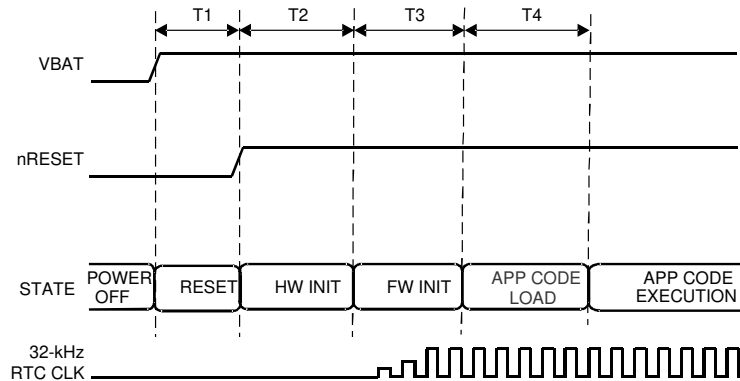 T1 T2 T3 T4
VBAT
nRESET
STATE
POWER
OFF
RESET
HW INIT
FW INIT
APP CODE
LOAD
APP CODE
EXECUTION
32-kHz
RTC CLK